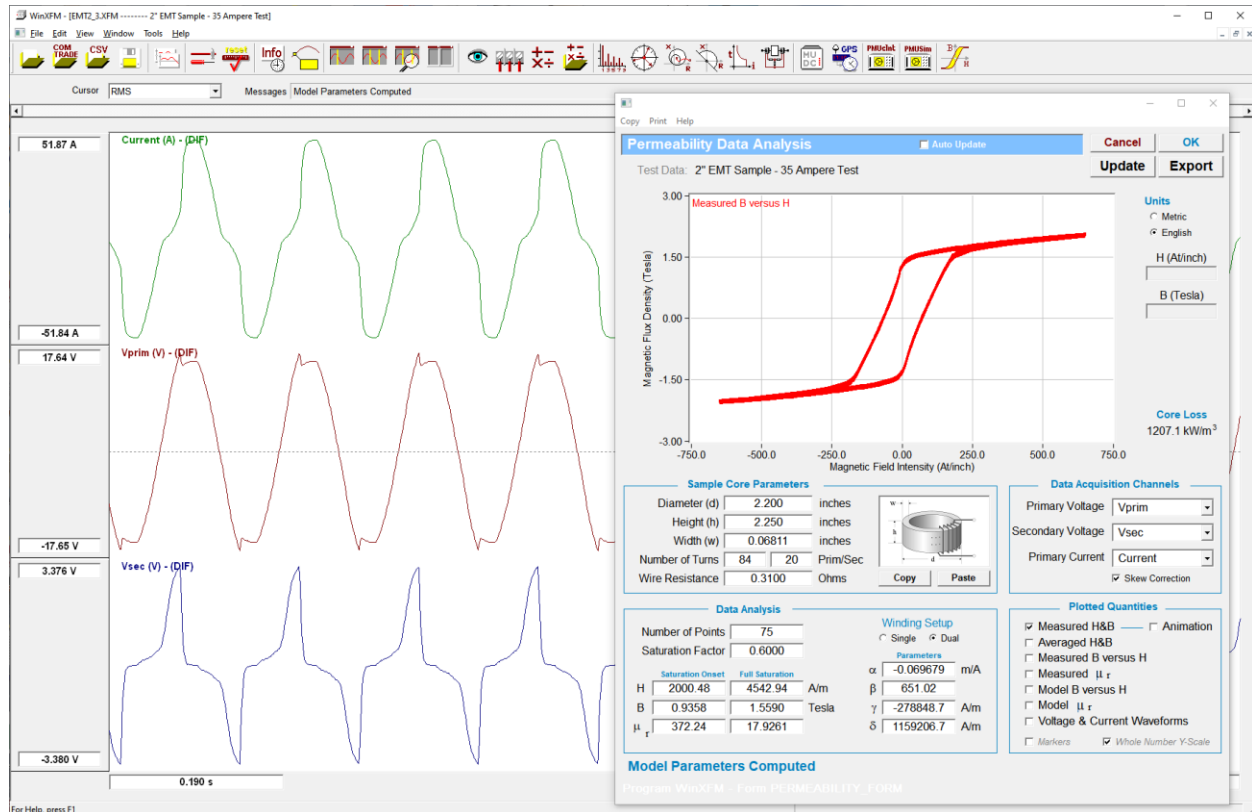 WinXFM - [EMT2_3.XFM -------- 2" EMT Sample - 35 Ampere Test]
File Edit View Window Tools Help
COM TRADE CSV reset Info MU DCI GPS PMUclnt PMUSim
Cursor RMS Messages Model Parameters Computed
51.87 A
Current (A) - (DIF)
-51.84 A
17.64 V
Vprim (V) - (DIF)
-17.65 V
3.376 V
Vsec (V) - (DIF)
-3.380 V
0.190 s
For Help, press F1
Copy Print Help
Permeability Data Analysis Auto Update Cancel OK
Test Data: 2" EMT Sample - 35 Ampere Test Update Export
Measured B versus H
Magnetic Flux Density (Tesla)
3.00
1.50
0.00
-1.50
-3.00
-750.0 -500.0 -250.0 0.00 250.0 500.0 750.0
Magnetic Field Intensity (At/inch)
Units
Metric
English
H (At/inch)
B (Tesla)
Core Loss
1207.1 kW/m³
Sample Core Parameters
Diameter (d) 2.200 inches
Height (h) 2.250 inches
Width (w) 0.06811 inches
Number of Turns 84 20 Prim/Sec
Wire Resistance 0.3100 Ohms
w
h
d
Copy Paste
Data Acquisition Channels
Primary Voltage Vprim
Secondary Voltage Vsec
Primary Current Current
Skew Correction
Data Analysis
Number of Points 75
Saturation Factor 0.6000
Saturation Onset Full Saturation
H 2000.48 4542.94 A/m
B 0.9358 1.5590 Tesla
μ r 372.24 17.9261
Winding Setup
Single Dual
Parameters
α -0.069679 m/A
β 651.02
γ -278848.7 A/m
δ 1159206.7 A/m
Plotted Quantities
Measured H&B Animation
Averaged H&B
Measured B versus H
Measured μ r
Model B versus H
Model μ r
Voltage & Current Waveforms
Markers Whole Number Y-Scale
Model Parameters Computed
Program WinXFM - Form PERMEABILITY_FORM